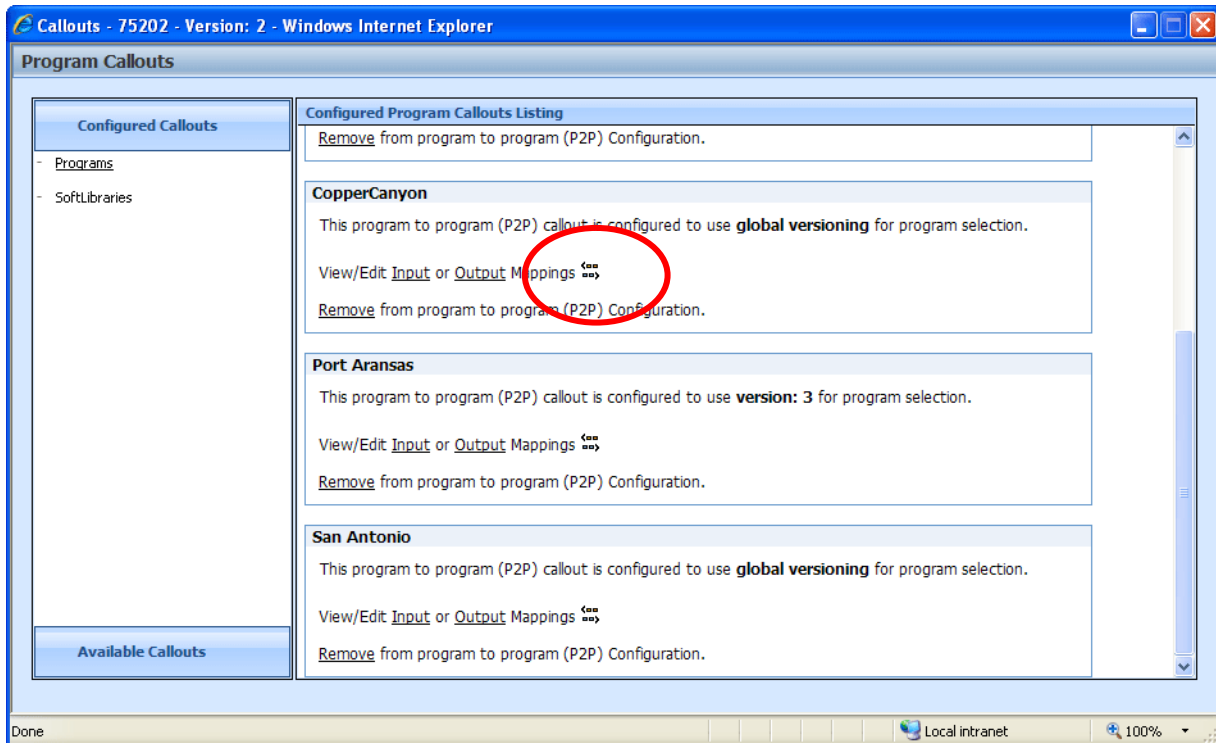 Callouts - 75202 - Version: 2 - Windows Internet Explorer
Program Callouts
Configured Callouts
- Programs
- SoftLibraries
Available Callouts
Configured Program Callouts Listing
Remove from program to program (P2P) Configuration.
CopperCanyon
This program to program (P2P) callout is configured to use global versioning for program selection.
View/Edit Input or Output Mappings
Remove from program to program (P2P) Configuration.
Port Aransas
This program to program (P2P) callout is configured to use version: 3 for program selection.
View/Edit Input or Output Mappings
Remove from program to program (P2P) Configuration.
San Antonio
This program to program (P2P) callout is configured to use global versioning for program selection.
View/Edit Input or Output Mappings
Remove from program to program (P2P) Configuration.
Done
Local intranet
100%